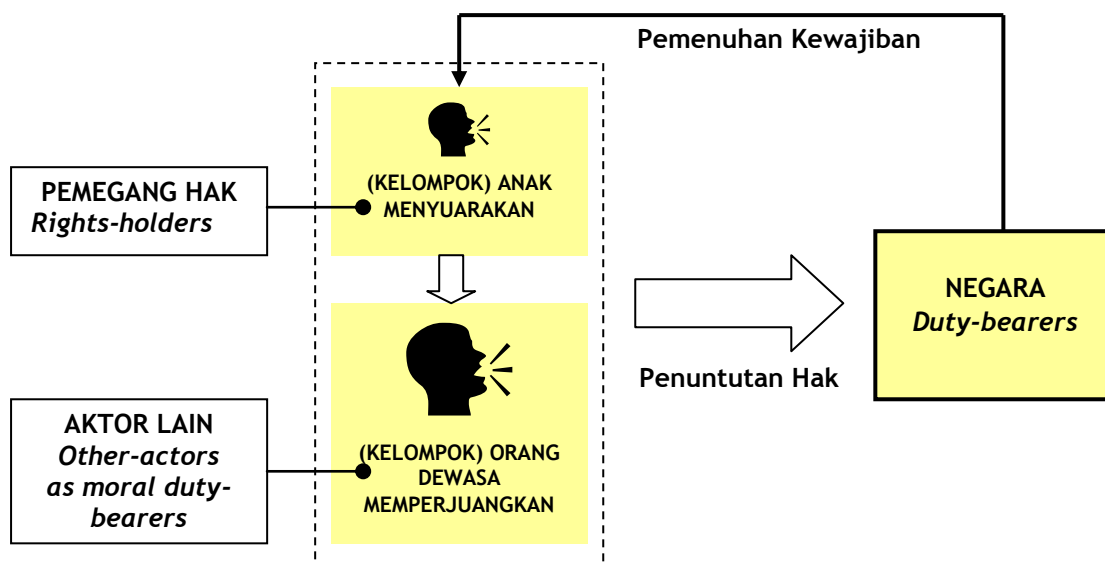 Pemenuhan Kewajiban
PEMEGANG HAK
Rights-holders
(KELOMPOK) ANAK
MENYUARAKAN
NEGARA
Duty-bearers
Penuntutan Hak
AKTOR LAIN
Other-actors
as moral duty-
bearers
(KELOMPOK) ORANG
DEWASA
MEMPERJUANGKAN